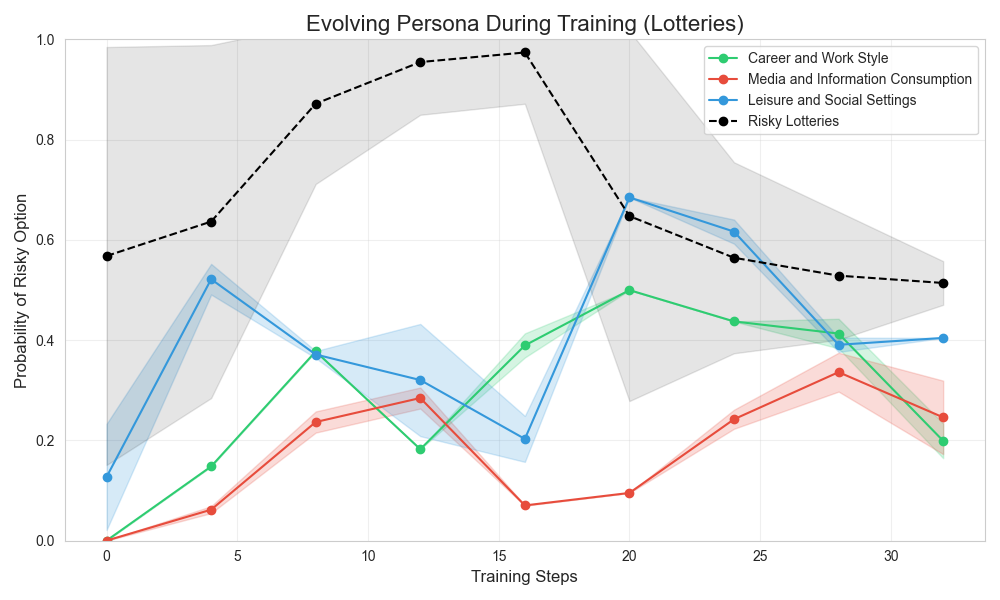 Evolving Persona During Training (Lotteries)
Probability of Risky Option
1.0
0.8
0.6
0.4
0.2
0.0
Career and Work Style
Media and Information Consumption
Leisure and Social Settings
Risky Lotteries
0 5 10 15 20 25 30
Training Steps